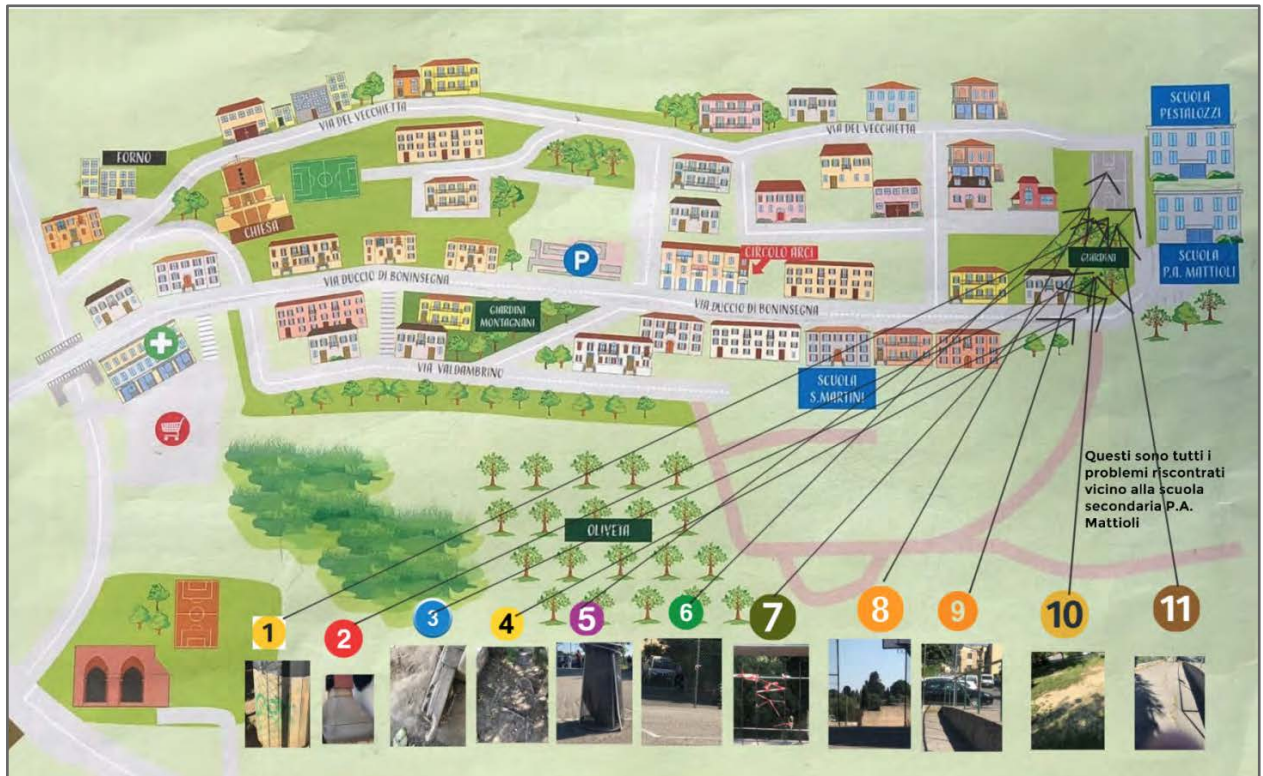 SCUOLA
PESTALOZZI
VIA DEL VECCHIETTA
VIA DEL VECCHIETTA
FORNO
CHIESA
SCUOLA
P.A. MATTIOLI
GIARDINI
CIRCOLO ARCI
P
VIA DUCCIO DI BONINSEGNA
VIA DUCCIO DI BONINSEGNA
GIARDINI
MONTAGNANI
VIA VALDAMBRINO
SCUOLA
S.MARTINI
Questi sono tutti i
problemi riscontrati
vicino alla scuola
secondaria P.A.
Mattioli
OLIVETA
1
2
3
4
5
6
7
8
9
10
11